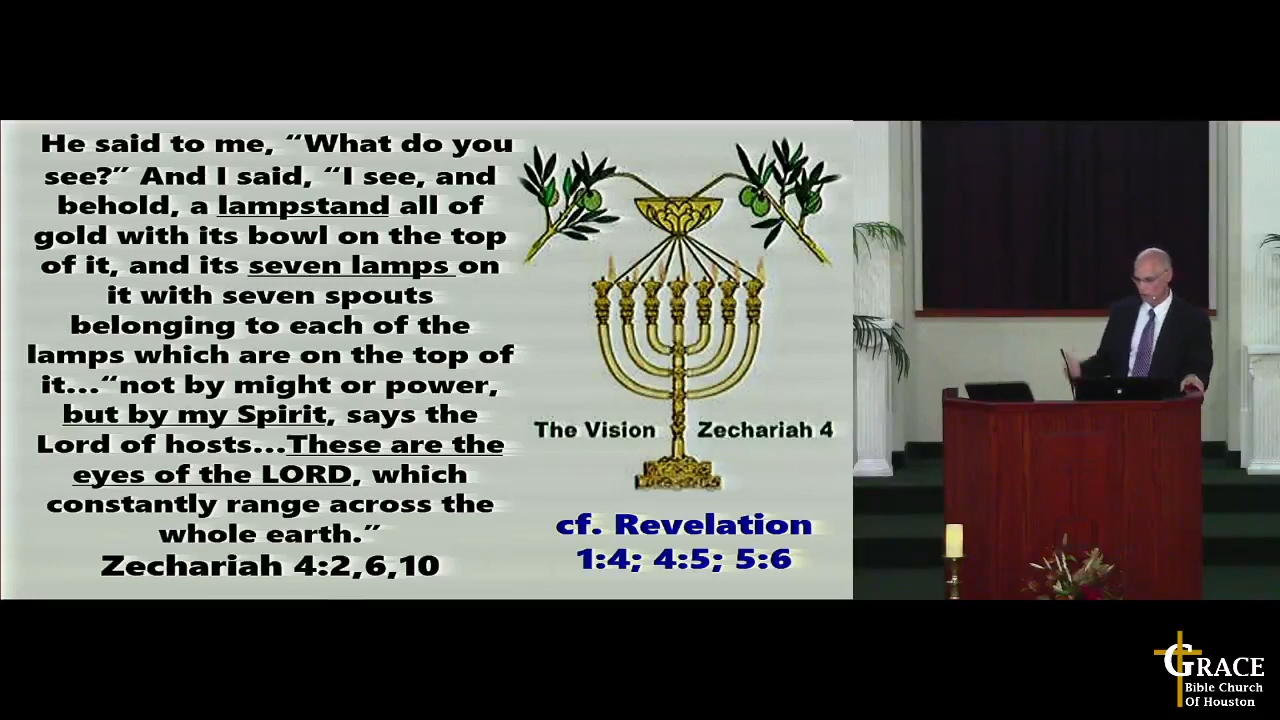 He said to me, “What do you
see?” And I said, “I see, and
behold, a lampstand all of
gold with its bowl on the top
of it, and its seven lamps on
it with seven spouts
belonging to each of the
lamps which are on the top of
it...“not by might or power,
but by my Spirit, says the
Lord of hosts...These are the
eyes of the LORD, which
constantly range across the
whole earth.”
Zechariah 4:2,6,10
The Vision Zechariah 4
cf. Revelation
1:4; 4:5; 5:6
GRACE
Bible Church
Of Houston